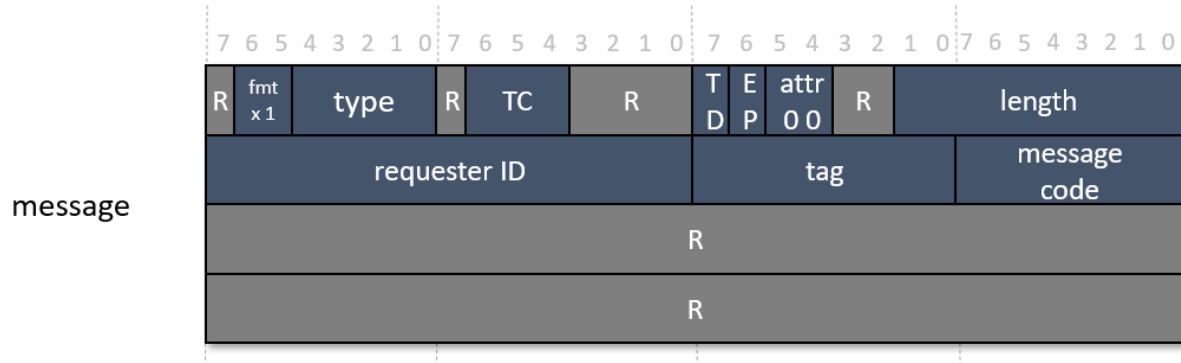 7 6 5 4 3 2 1 0 7 6 5 4 3 2 1 0 7 6 5 4 3 2 1 0 7 6 5 4 3 2 1 0
R fmt x 1 type R TC R TD EP attr 0 0 R length
requester ID tag message code
message
R
R